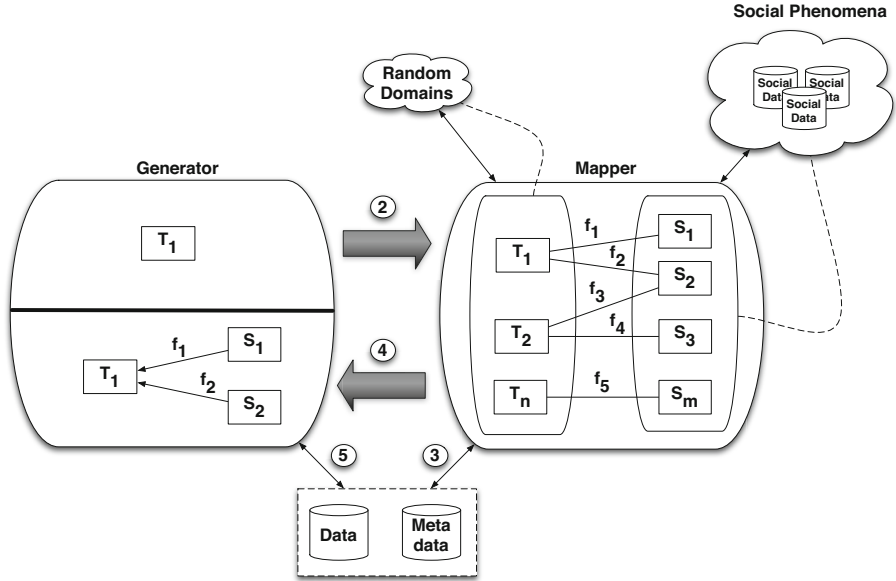 Social Phenomena
Random
Domains
Social
Data
Social
Data
Social
Data
Generator
Mapper
T1
2
T1
f1
f2
S1
S2
f3
f4
T2
S3
f5
Tn
Sm
f1
S1
T1
f2
S2
4
5
3
Data
Meta
data